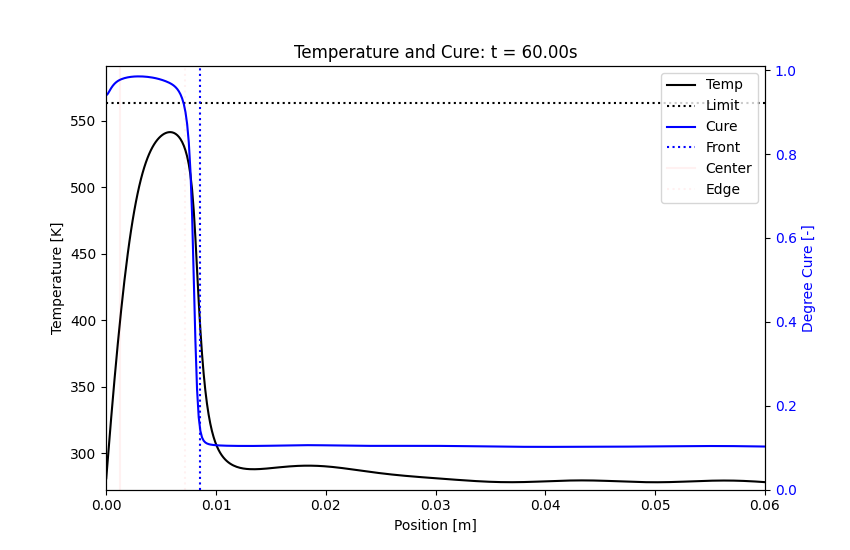 Temperature and Cure: t = 60.00s
Temp
Limit
Cure
Front
Center
Edge
550
500
450
400
350
300
Temperature [K]
1.0
0.8
0.6
0.4
0.2
0.0
Degree Cure [-]
0.00 0.01 0.02 0.03 0.04 0.05 0.06
Position [m]